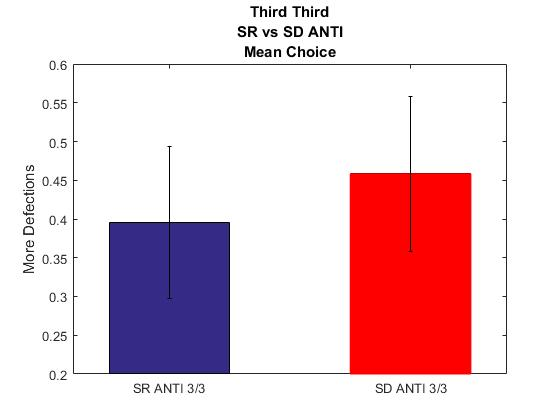 Third Third
SR vs SD ANTI
Mean Choice
More Defections
0.6
0.55
0.5
0.45
0.4
0.35
0.3
0.25
0.2
SR ANTI 3/3
SD ANTI 3/3